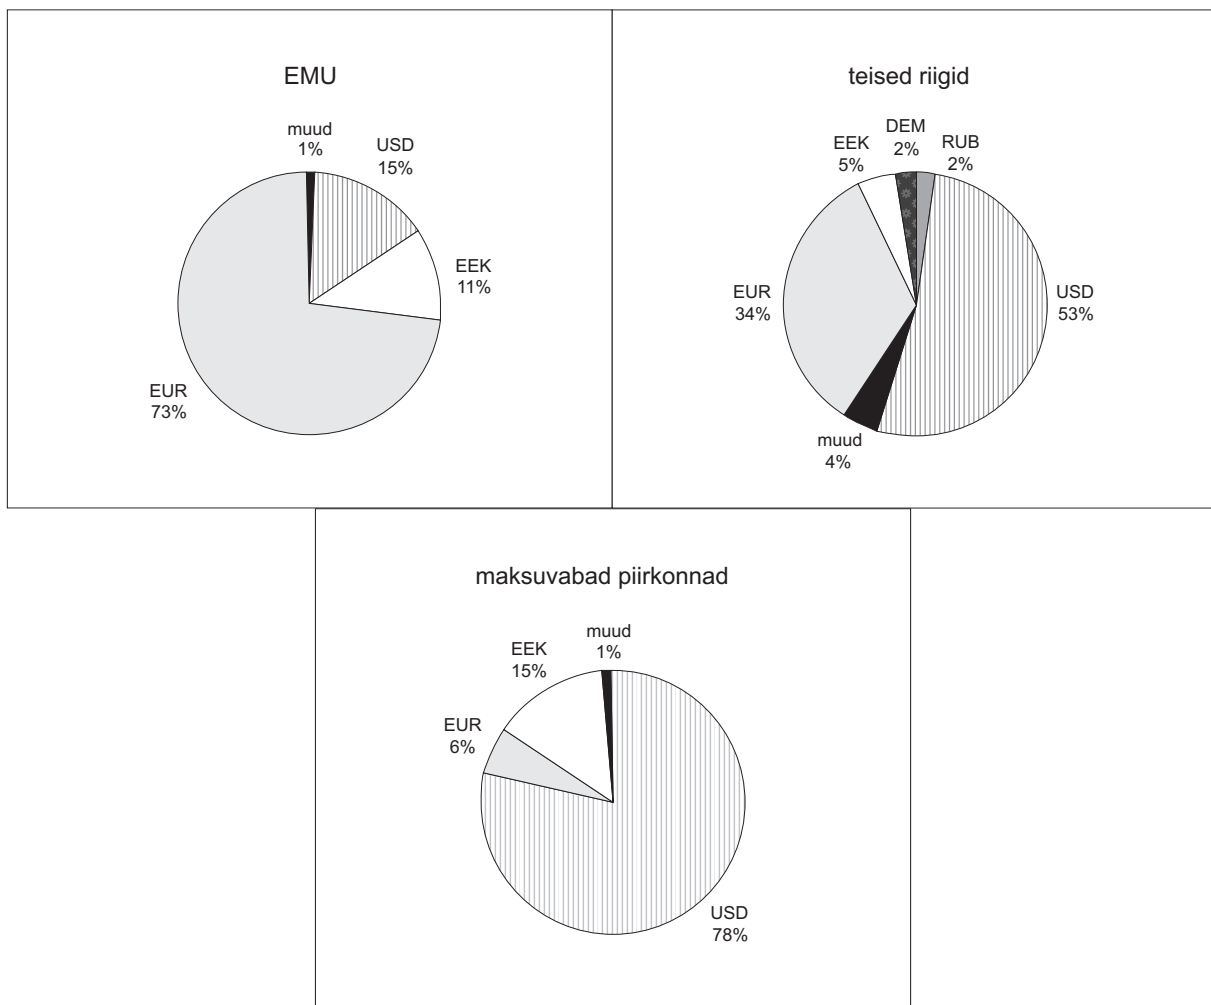 EMU
muud
1%
USD
15%
EEK
11%
EUR
73%
teised riigid
DEM
2%
RUB
2%
EEK
5%
EUR
34%
USD
53%
muud
4%
maksuvabad piirkonnad
muud
1%
EEK
15%
EUR
6%
USD
78%